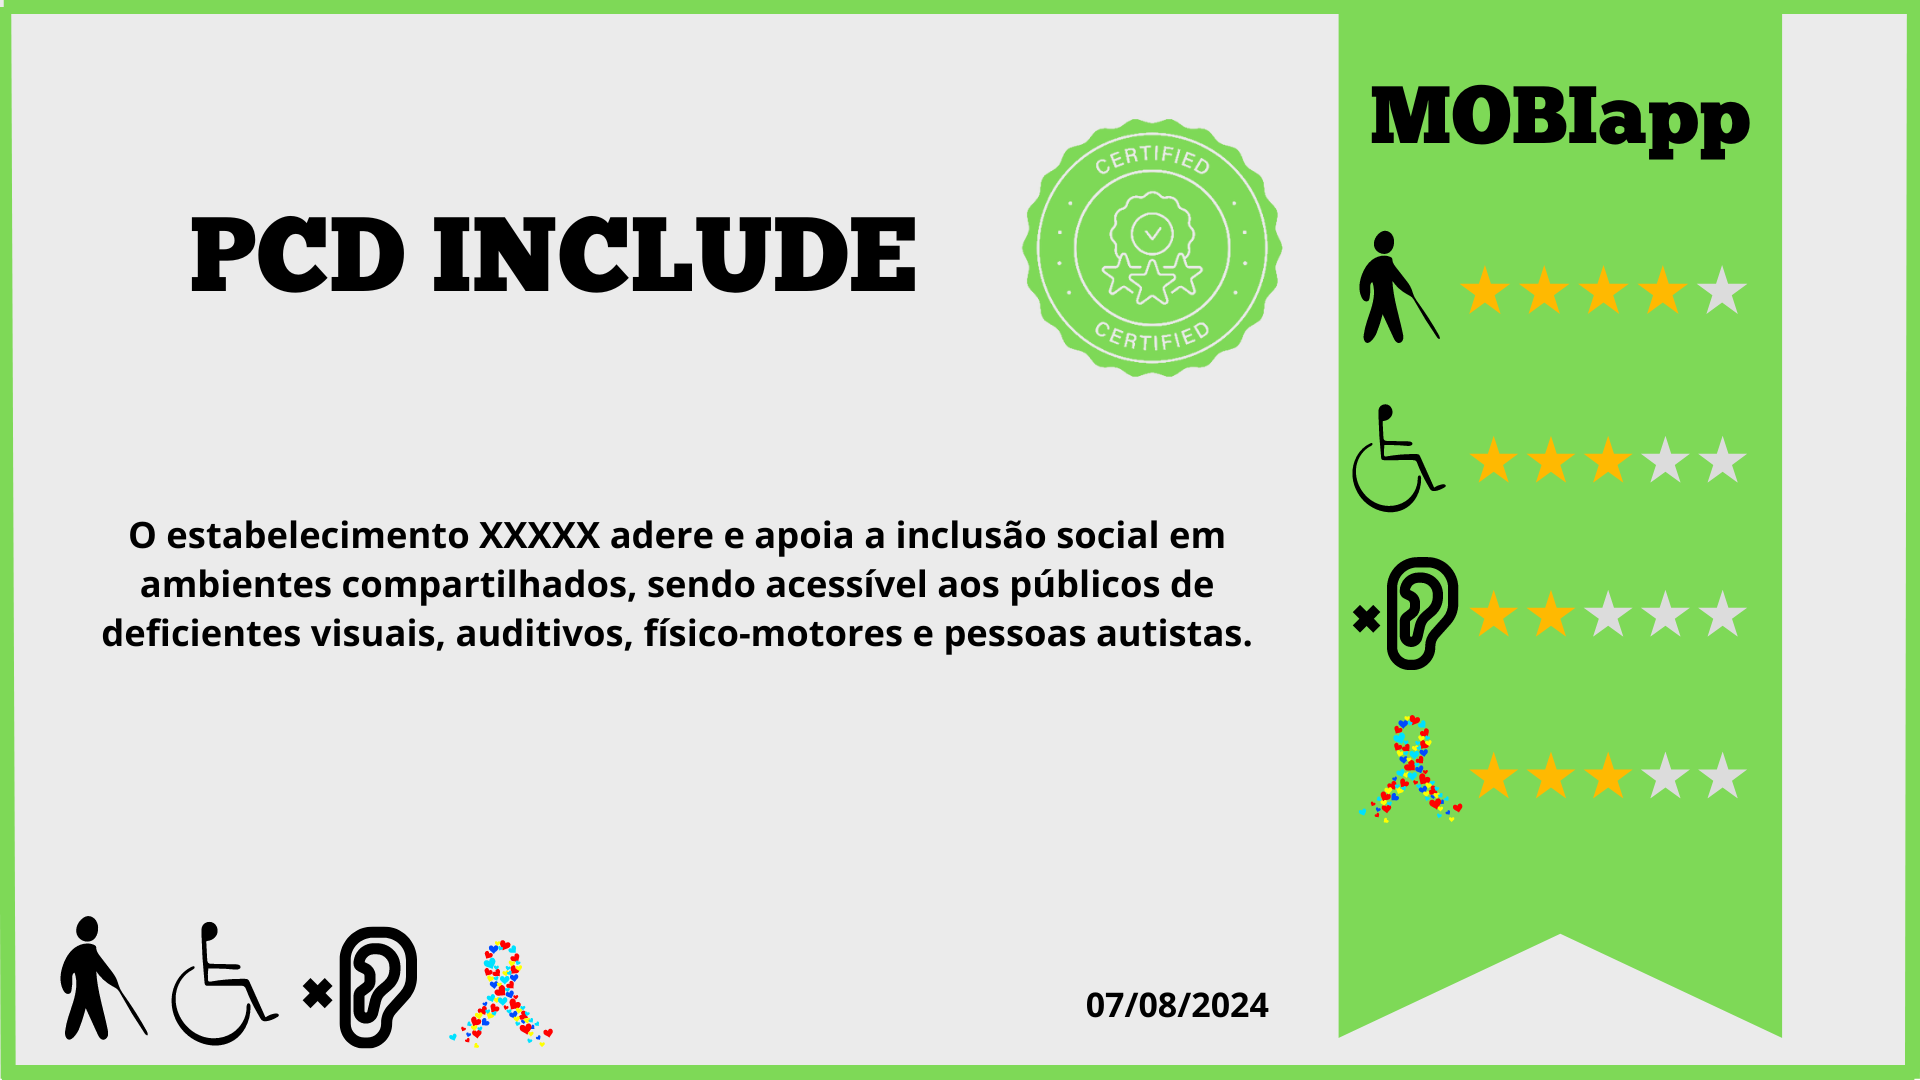 MOBIapp
CERTIFIED
PCD INCLUDE
CERTIFIED
O estabelecimento XXXXX adere e apoia a inclusão social em
ambientes compartilhados, sendo acessível aos públicos de
deficientes visuais, auditivos, físico-motores e pessoas autistas.
07/08/2024